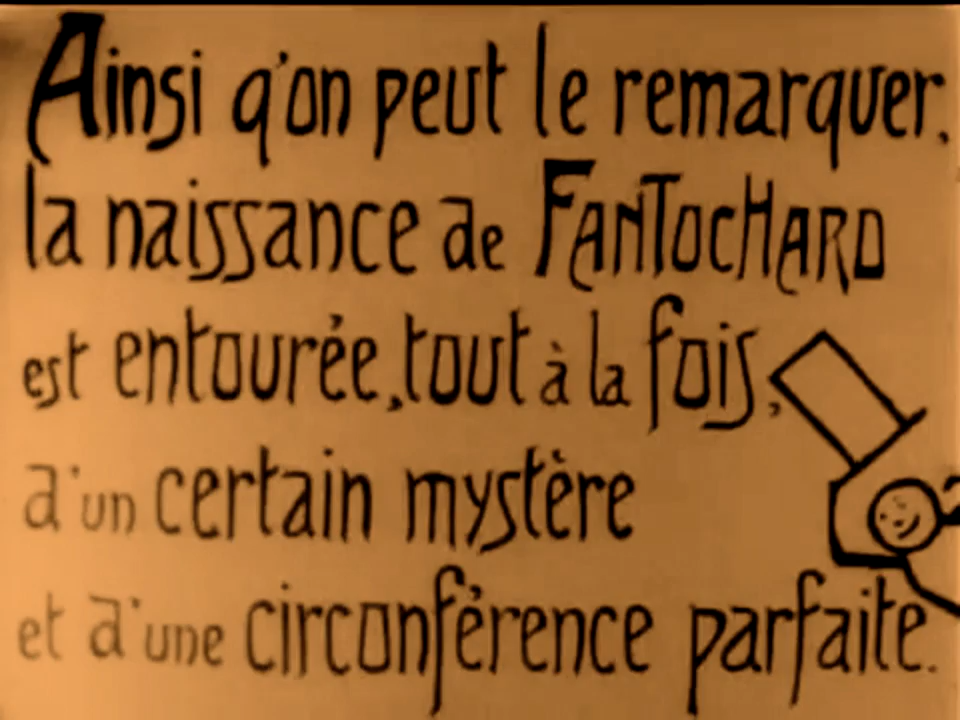 Ainsi q'on peut le remarquer,
la naissance de FANTOCHARD
est entourée, tout à la fois,
d'un certain mystère
et d'une circonférence parfaite.